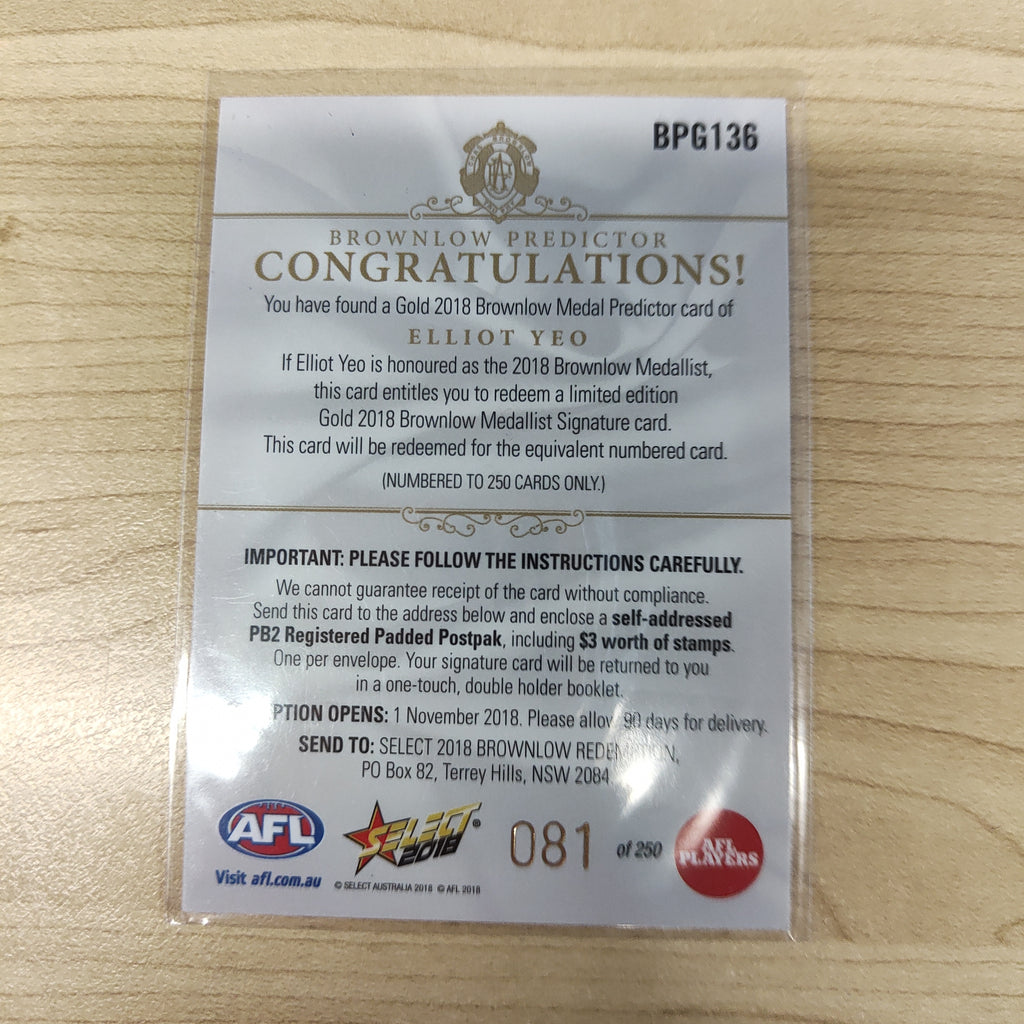 BPG136
BROWNLOW PREDICTOR
CONGRATULATIONS!
You have found a Gold 2018 Brownlow Medal Predictor card of
ELLIOT YEO
If Elliot Yeo is honoured as the 2018 Brownlow Medallist,
this card entitles you to redeem a limited edition
Gold 2018 Brownlow Medallist Signature card.
This card will be redeemed for the equivalent numbered card.
(NUMBERED TO 250 CARDS ONLY.)
IMPORTANT: PLEASE FOLLOW THE INSTRUCTIONS CAREFULLY.
We cannot guarantee receipt of the card without compliance.
Send this card to the address below and enclose a self-addressed
PB2 Registered Padded Postpak, including $3 worth of stamps.
One per envelope. Your signature card will be returned to you
in a one-touch, double holder booklet.
PTION OPENS: 1 November 2018. Please allow 90 days for delivery.
SEND TO: SELECT 2018 BROWNLOW REDEMPTION,
PO Box 82, Terrey Hills, NSW 2084
AFL
Visit afl.com.au
SELECT®
2018
© SELECT AUSTRALIA 2018 © AFL 2018
081 of 250
AFL
PLAYERS